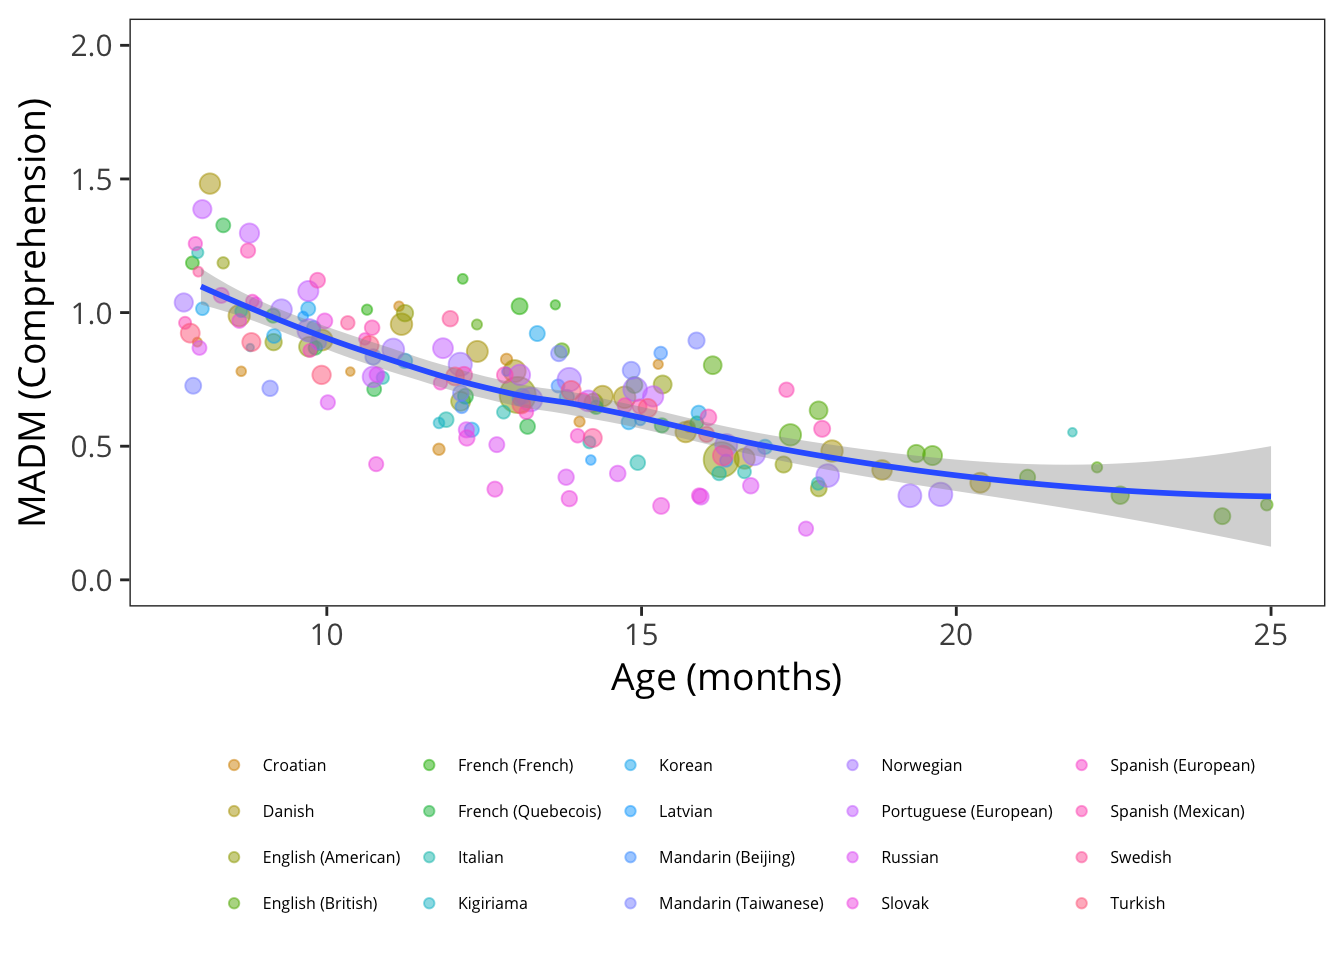 MADM (Comprehension)
2.0
1.5
1.0
0.5
0.0
10 15 20 25
Age (months)
Croatian French (French) Korean Norwegian Spanish (European)
Danish French (Quebecois) Latvian Portuguese (European) Spanish (Mexican)
English (American) Italian Mandarin (Beijing) Russian Swedish
English (British) Kigiriama Mandarin (Taiwanese) Slovak Turkish